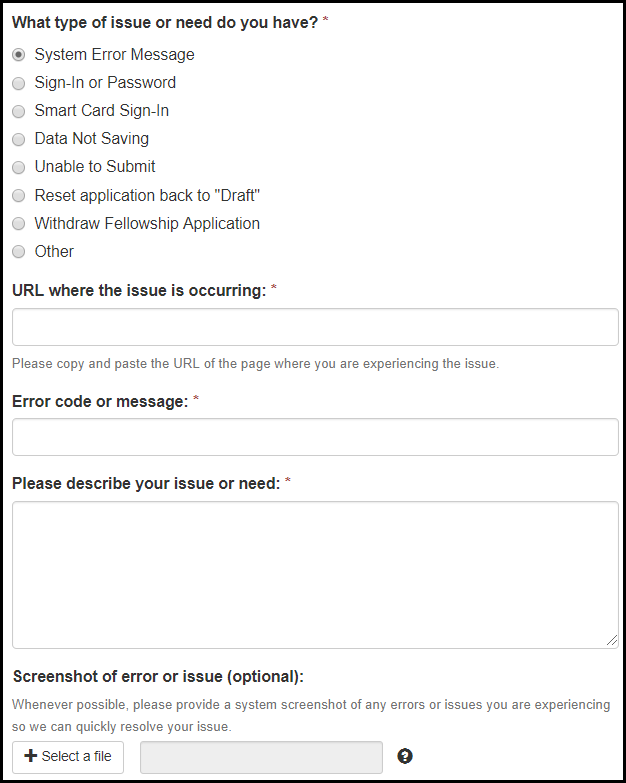 What type of issue or need do you have? *
System Error Message
Sign-In or Password
Smart Card Sign-In
Data Not Saving
Unable to Submit
Reset application back to "Draft"
Withdraw Fellowship Application
Other
URL where the issue is occurring: *
Please copy and paste the URL of the page where you are experiencing the issue.
Error code or message: *
Please describe your issue or need: *
Screenshot of error or issue (optional):
Whenever possible, please provide a system screenshot of any errors or issues you are experiencing
so we can quickly resolve your issue.
+ Select a file ?